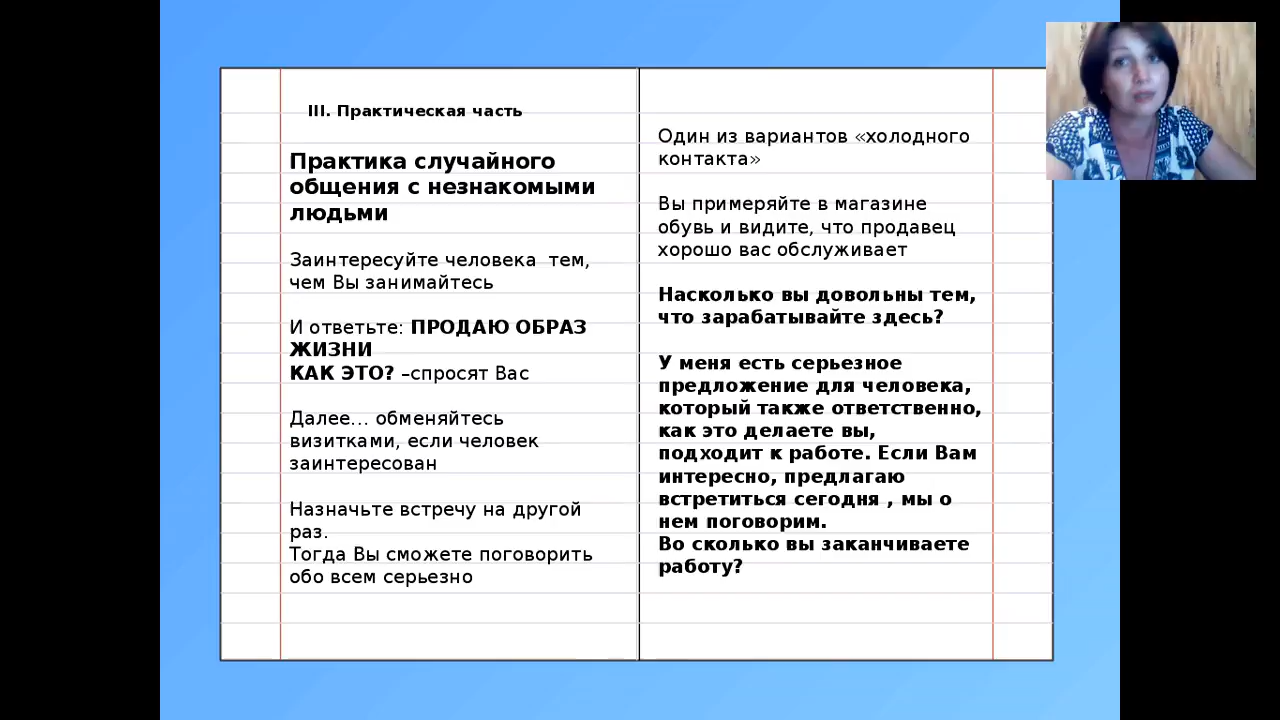 III. Практическая часть
Практика случайного
общения с незнакомыми
людьми
Заинтересуйте человека  тем,
чем Вы занимайтесь
И ответьте: ПРОДАЮ ОБРАЗ
ЖИЗНИ
КАК ЭТО? –спросят Вас
Далее... обменяйтесь
визитками, если человек
заинтересован
Назначьте встречу на другой
раз.
Тогда Вы сможете поговорить
обо всем серьезно
Один из вариантов «холодного
контакта»
Вы примеряйте в магазине
обувь и видите, что продавец
хорошо вас обслуживает
Насколько вы довольны тем,
что зарабатывайте здесь?
У меня есть серьезное
предложение для человека,
который также ответственно,
как это делаете вы,
подходит к работе. Если Вам
интересно, предлагаю
встретиться сегодня , мы о
нем поговорим.
Во сколько вы заканчиваете
работу?